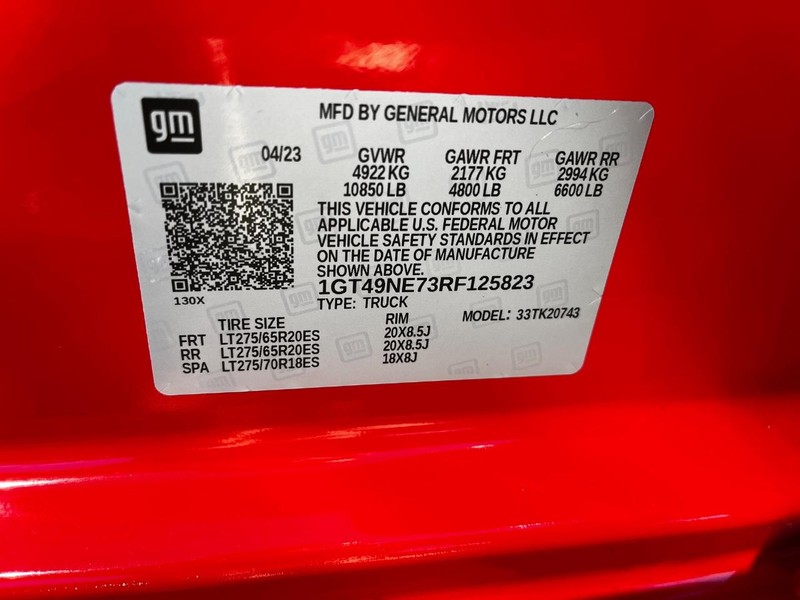 gm
MFD BY GENERAL MOTORS LLC
04/23 GVWR GAWR FRT GAWR RR
4922 KG 2177 KG 2994 KG
10850 LB 4800 LB 6600 LB
THIS VEHICLE CONFORMS TO ALL
APPLICABLE U.S. FEDERAL MOTOR
VEHICLE SAFETY STANDARDS IN EFFECT
ON THE DATE OF MANUFACTURE
SHOWN ABOVE.
1GT49NE73RF125823
130X
TYPE: TRUCK
MODEL: 33TK20743
TIRE SIZE RIM
FRT LT275/65R20ES 20X8.5J
RR LT275/65R20ES 20X8.5J
SPA LT275/70R18ES 18X8J